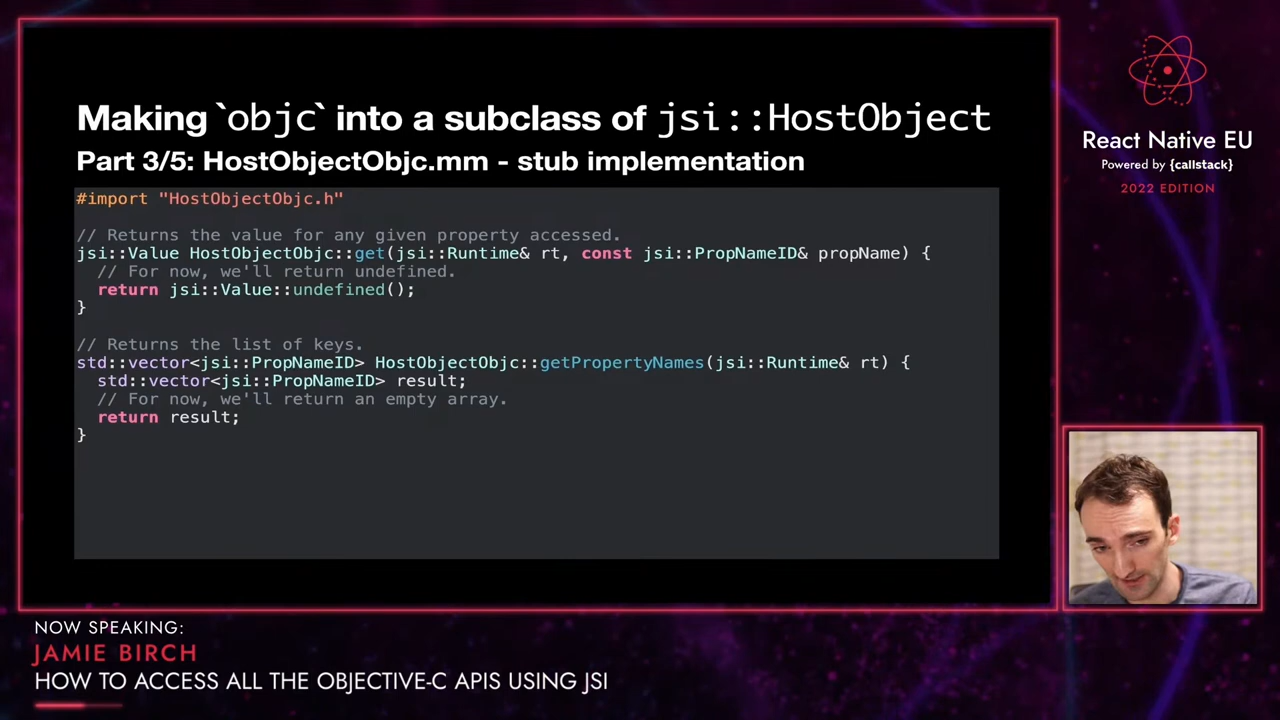 Making `objc` into a subclass of jsi::HostObject
Part 3/5: HostObjectObjc.mm - stub implementation
#import "HostObjectObjc.h"
// Returns the value for any given property accessed.
jsi::Value HostObjectObjc::get(jsi::Runtime& rt, const jsi::PropNameID& propName) {
  // For now, we'll return undefined.
  return jsi::Value::undefined();
}
// Returns the list of keys.
std::vector<jsi::PropNameID> HostObjectObjc::getPropertyNames(jsi::Runtime& rt) {
  std::vector<jsi::PropNameID> result;
  // For now, we'll return an empty array.
  return result;
}
React Native EU
Powered by {callstack}
2022 EDITION
NOW SPEAKING:
JAMIE BIRCH
HOW TO ACCESS ALL THE OBJECTIVE-C APIS USING JSI